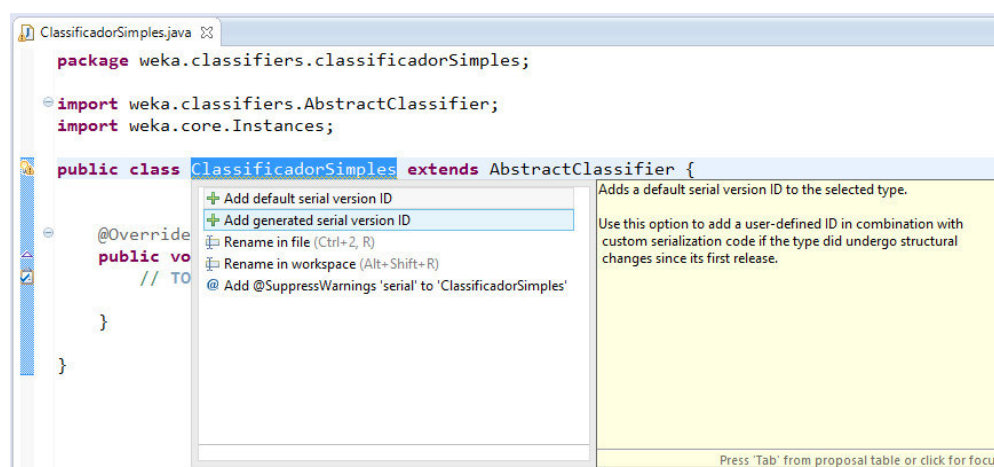 ClassificadorSimples.java
package weka.classifiers.classificadorSimples;
import weka.classifiers.AbstractClassifier;
import weka.core.Instances;
public class ClassificadorSimples extends AbstractClassifier {
@Override
public vo
// TO
}
}
Add default serial version ID
Add generated serial version ID
Rename in file (Ctrl+2, R)
Rename in workspace (Alt+Shift+R)
@ Add @SuppressWarnings 'serial' to 'ClassificadorSimples'
Adds a default serial version ID to the selected type.
Use this option to add a user-defined ID in combination with
custom serialization code if the type did undergo structural
changes since its first release.
Press 'Tab' from proposal table or click for focu